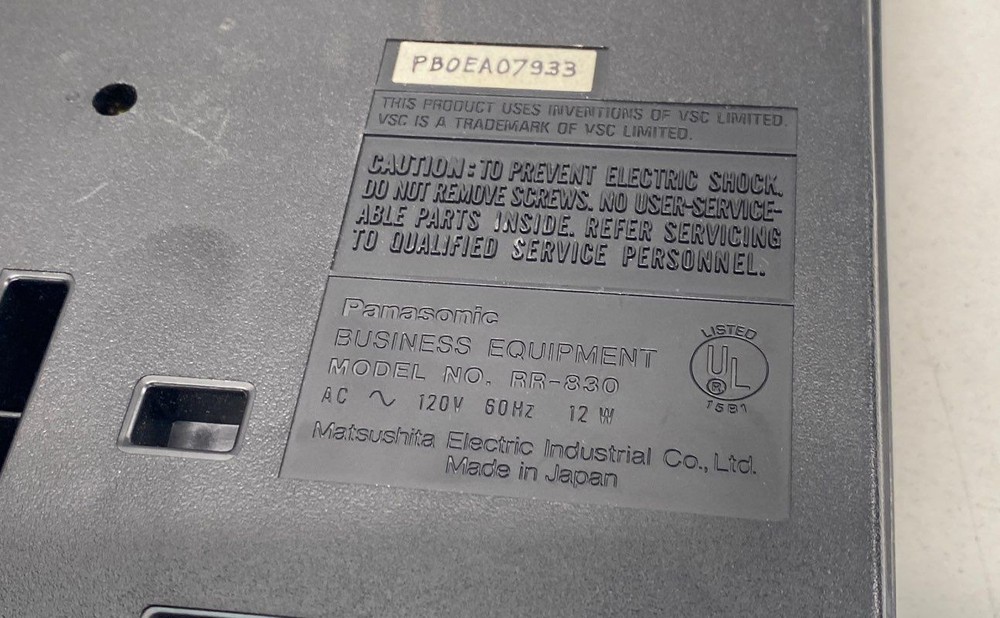 PB0EA07933
THIS PRODUCT USES INVENTIONS OF VSC LIMITED.
VSC IS A TRADEMARK OF VSC LIMITED.
CAUTION: TO PREVENT ELECTRIC SHOCK,
DO NOT REMOVE SCREWS. NO USER-SERVICE-
ABLE PARTS INSIDE. REFER SERVICING
TO QUALIFIED SERVICE PERSONNEL.
Panasonic
BUSINESS EQUIPMENT
MODEL NO. RR-830
AC ~ 120V 60Hz 12 W
Matsushita Electric Industrial Co., Ltd.
Made in Japan
LISTED
UL
®